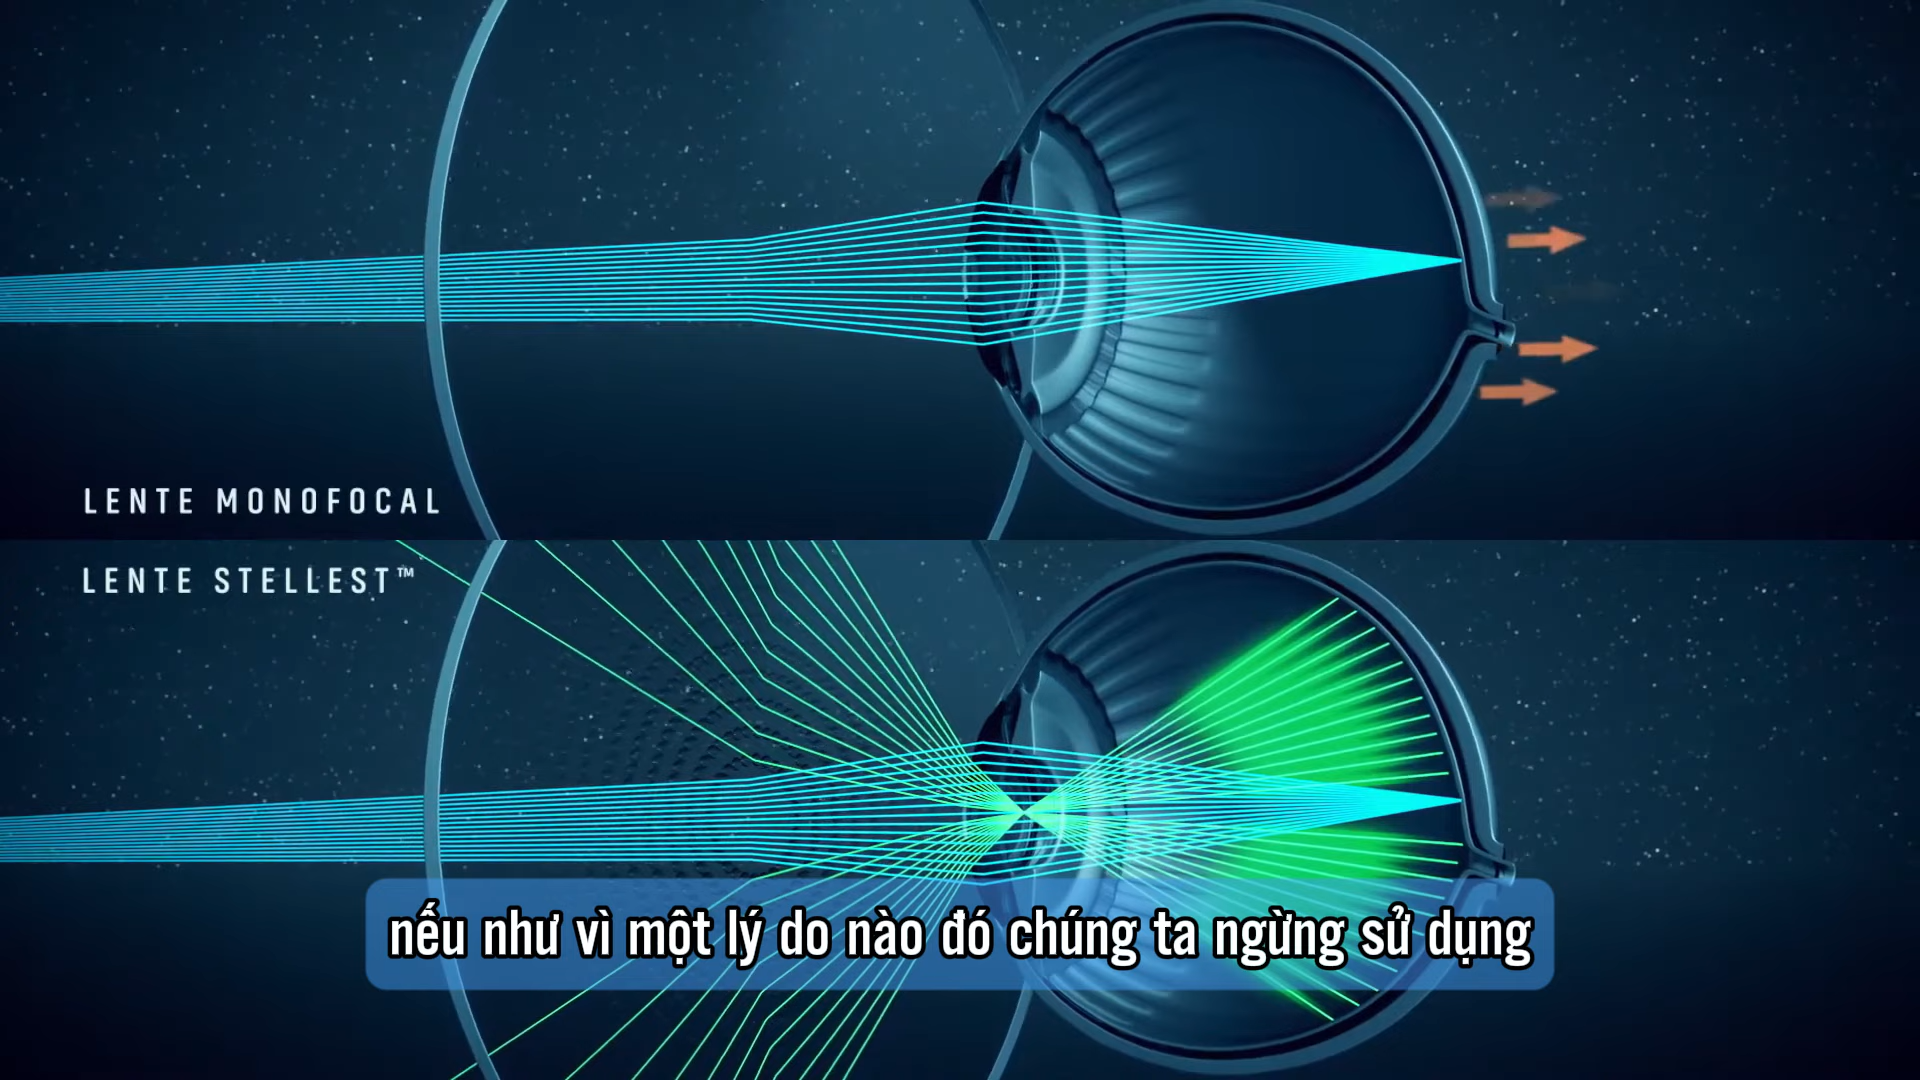 LENTE MONOFOCAL
LENTE STELLEST™
nếu như vì một lý do nào đó chúng ta ngừng sử dụng